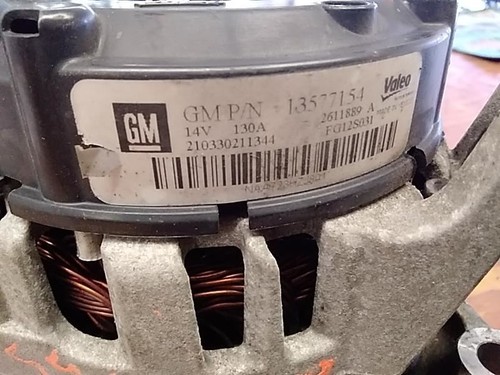 GM
GM P/N 13577154
Valeo
14V 130A 2611889 A
210330211344 FG12S031